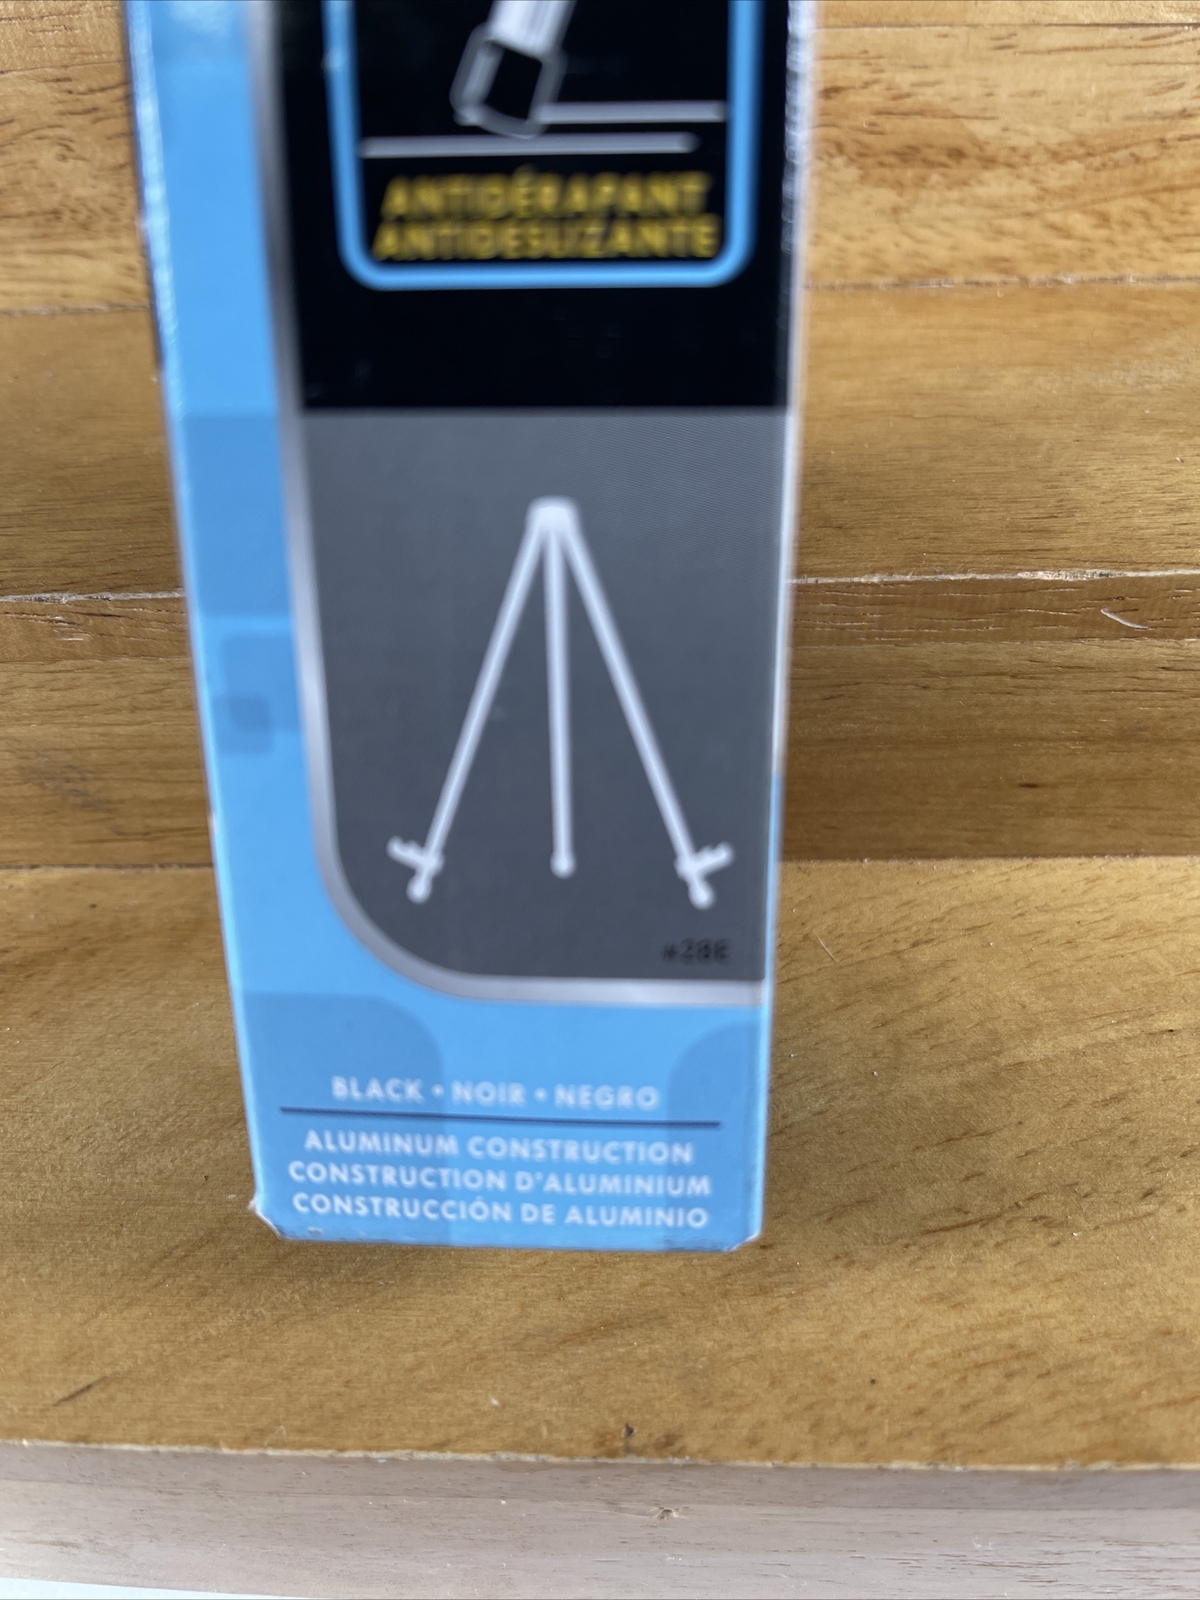 ANTIDÉRAPANT
ANTIDESLIZANTE
#28E
BLACK • NOIR • NEGRO
ALUMINUM CONSTRUCTION
CONSTRUCTION D'ALUMINIUM
CONSTRUCCIÓN DE ALUMINIO